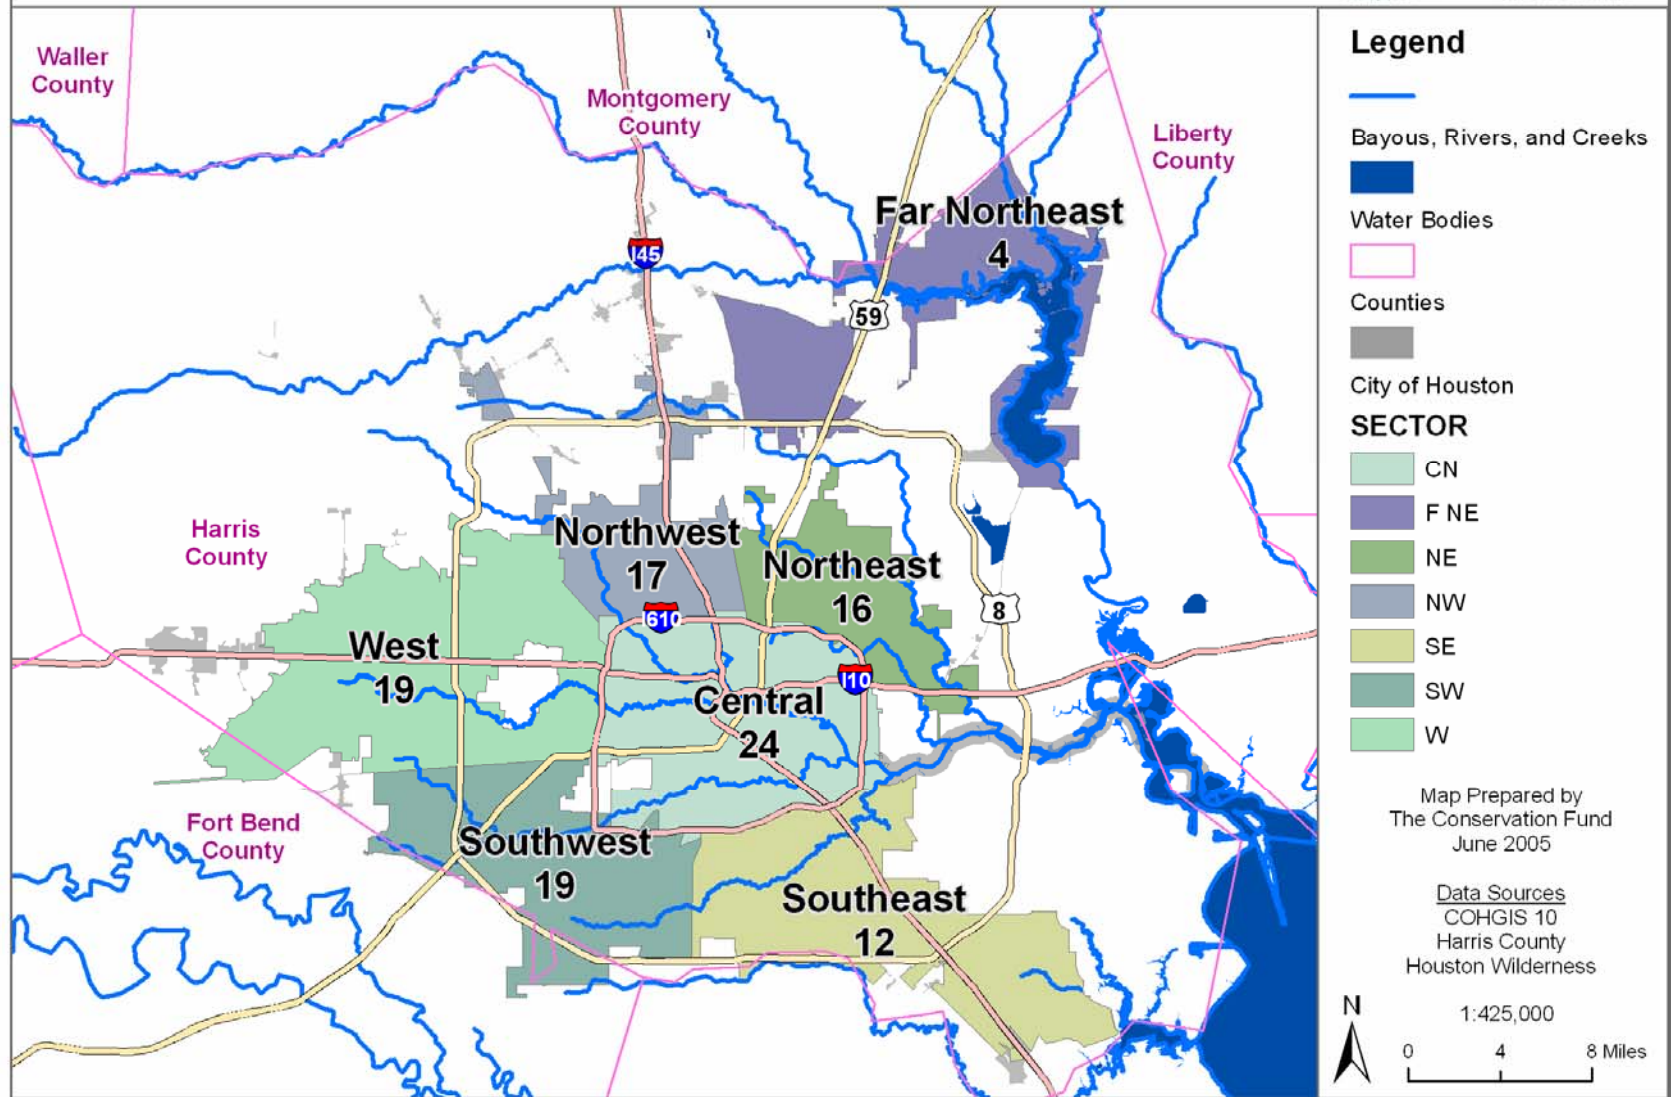 Waller
County
Montgomery
County
Liberty
County
Far Northeast
4
I45
59
Harris
County
Northwest
17
Northeast
16
I610
8
West
19
I10
Central
24
Fort Bend
County
Southwest
19
Southeast
12
Legend
Bayous, Rivers, and Creeks
Water Bodies
Counties
City of Houston
SECTOR
CN
F NE
NE
NW
SE
SW
W
Map Prepared by
The Conservation Fund
June 2005
Data Sources
COHGIS 10
Harris County
Houston Wilderness
N
1:425,000
0 4 8 Miles